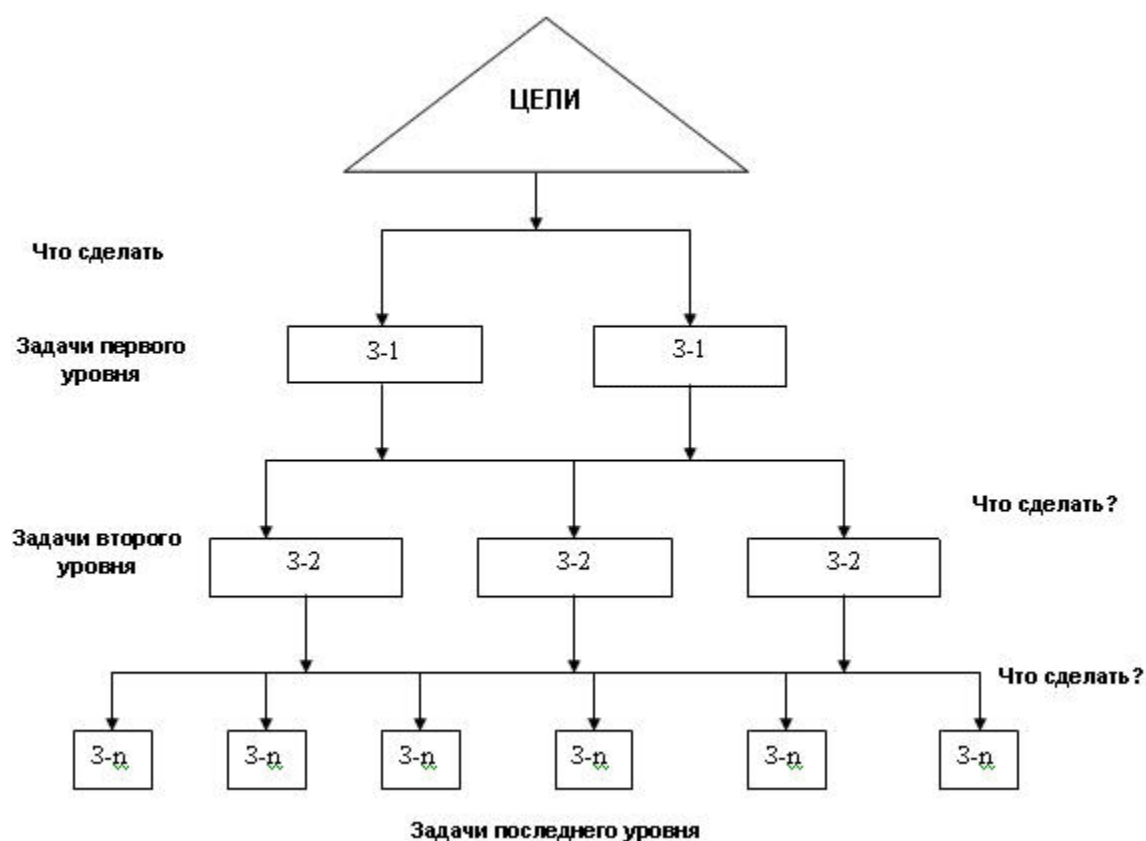 ЦЕЛИ
Что сделать
Задачи первого
уровня
З-1
З-1
Что сделать?
Задачи второго
уровня
З-2
З-2
З-2
Что сделать?
З-n
З-n
З-n
З-n
З-n
З-n
Задачи последнего уровня